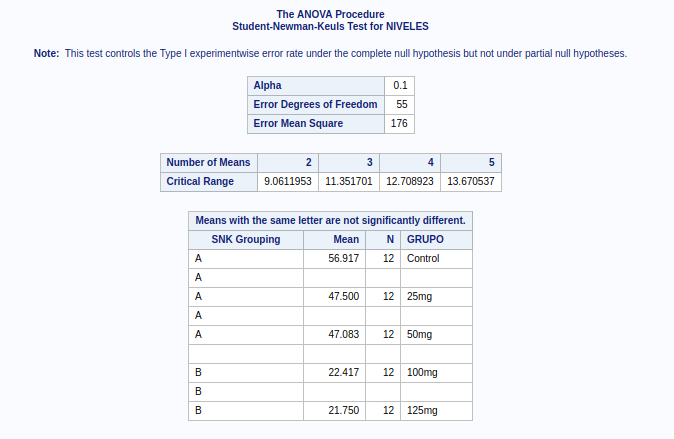 The ANOVA Procedure
Student-Newman-Keuls Test for NIVELES
Note: This test controls the Type I experimentwise error rate under the complete null hypothesis but not under partial null hypotheses.
Alpha 0.1
Error Degrees of Freedom 55
Error Mean Square 176
Number of Means 2 3 4 5
Critical Range 9.0611953 11.351701 12.708923 13.670537
Means with the same letter are not significantly different.
SNK Grouping Mean N GRUPO
A 56.917 12 Control
A
A 47.500 12 25mg
A
A 47.083 12 50mg
B 22.417 12 100mg
B
B 21.750 12 125mg